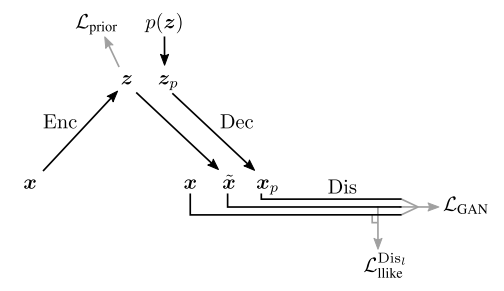 ℒ_prior p(z)
z z_p
Enc Dec
x x x̃ x_p
Dis
ℒ_GAN
ℒ_llike^Dis_l